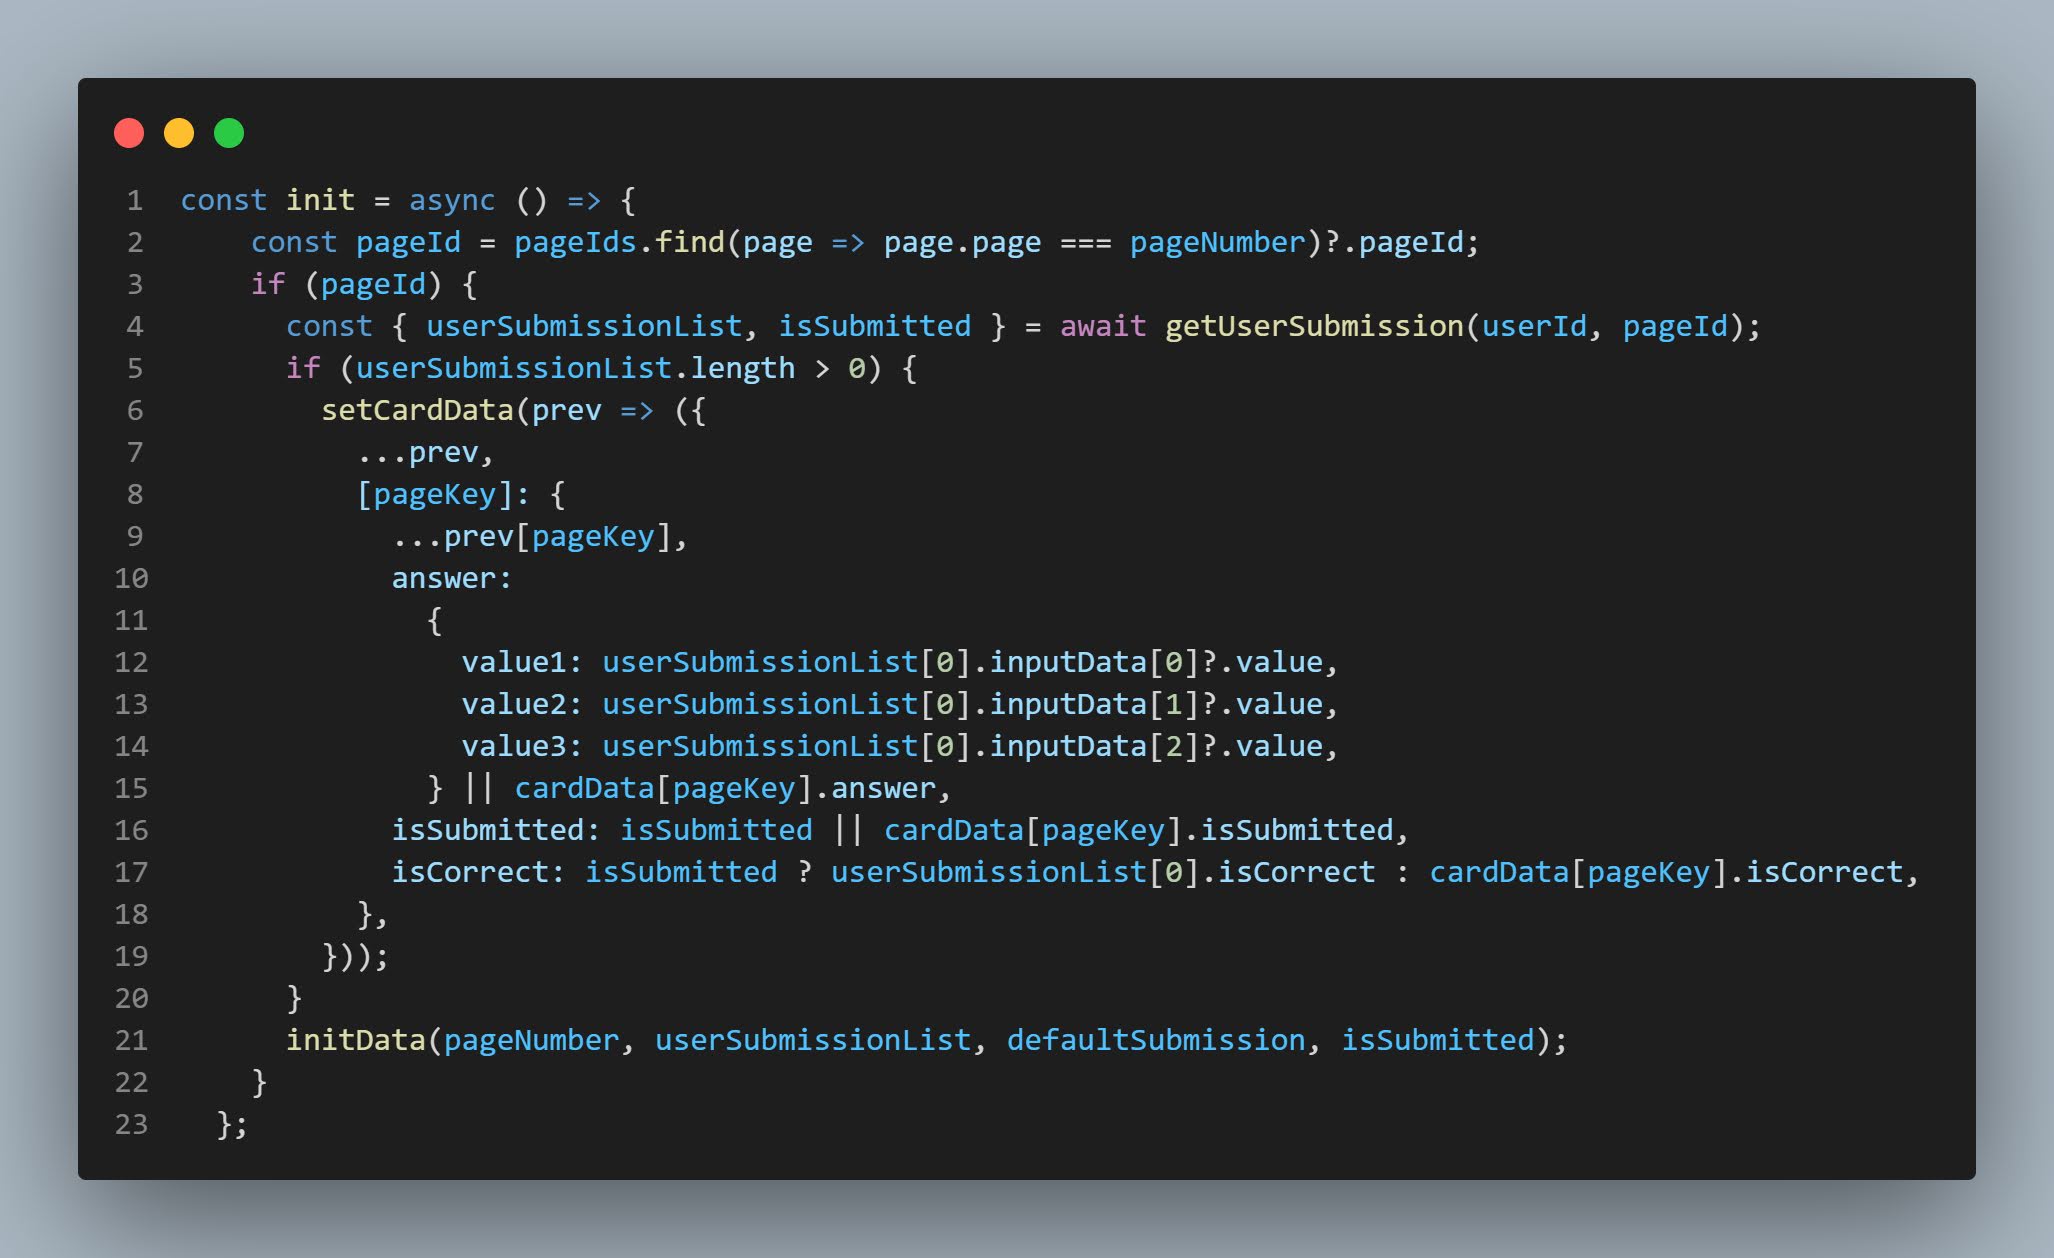 1 const init = async () => {
2 const pageId = pageIds.find(page => page.page === pageNumber)?.pageId;
3 if (pageId) {
4 const { userSubmissionList, isSubmitted } = await getUserSubmission(userId, pageId);
5 if (userSubmissionList.length > 0) {
6 setCardData(prev => ({
7 ...prev,
8 [pageKey]: {
9 ...prev[pageKey],
10 answer:
11 {
12 value1: userSubmissionList[0].inputData[0]?.value,
13 value2: userSubmissionList[0].inputData[1]?.value,
14 value3: userSubmissionList[0].inputData[2]?.value,
15 } || cardData[pageKey].answer,
16 isSubmitted: isSubmitted || cardData[pageKey].isSubmitted,
17 isCorrect: isSubmitted ? userSubmissionList[0].isCorrect : cardData[pageKey].isCorrect,
18 },
19 }));
20 }
21 initData(pageNumber, userSubmissionList, defaultSubmission, isSubmitted);
22 }
23 };